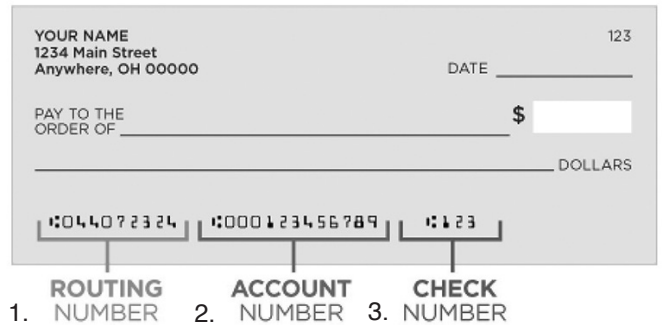 YOUR NAME 123
1234 Main Street
Anywhere, OH 00000
DATE
PAY TO THE
ORDER OF $
DOLLARS
⑆044072324⑆ ⑆000123456789 ⑆123
ROUTING ACCOUNT CHECK
1. NUMBER 2. NUMBER 3. NUMBER